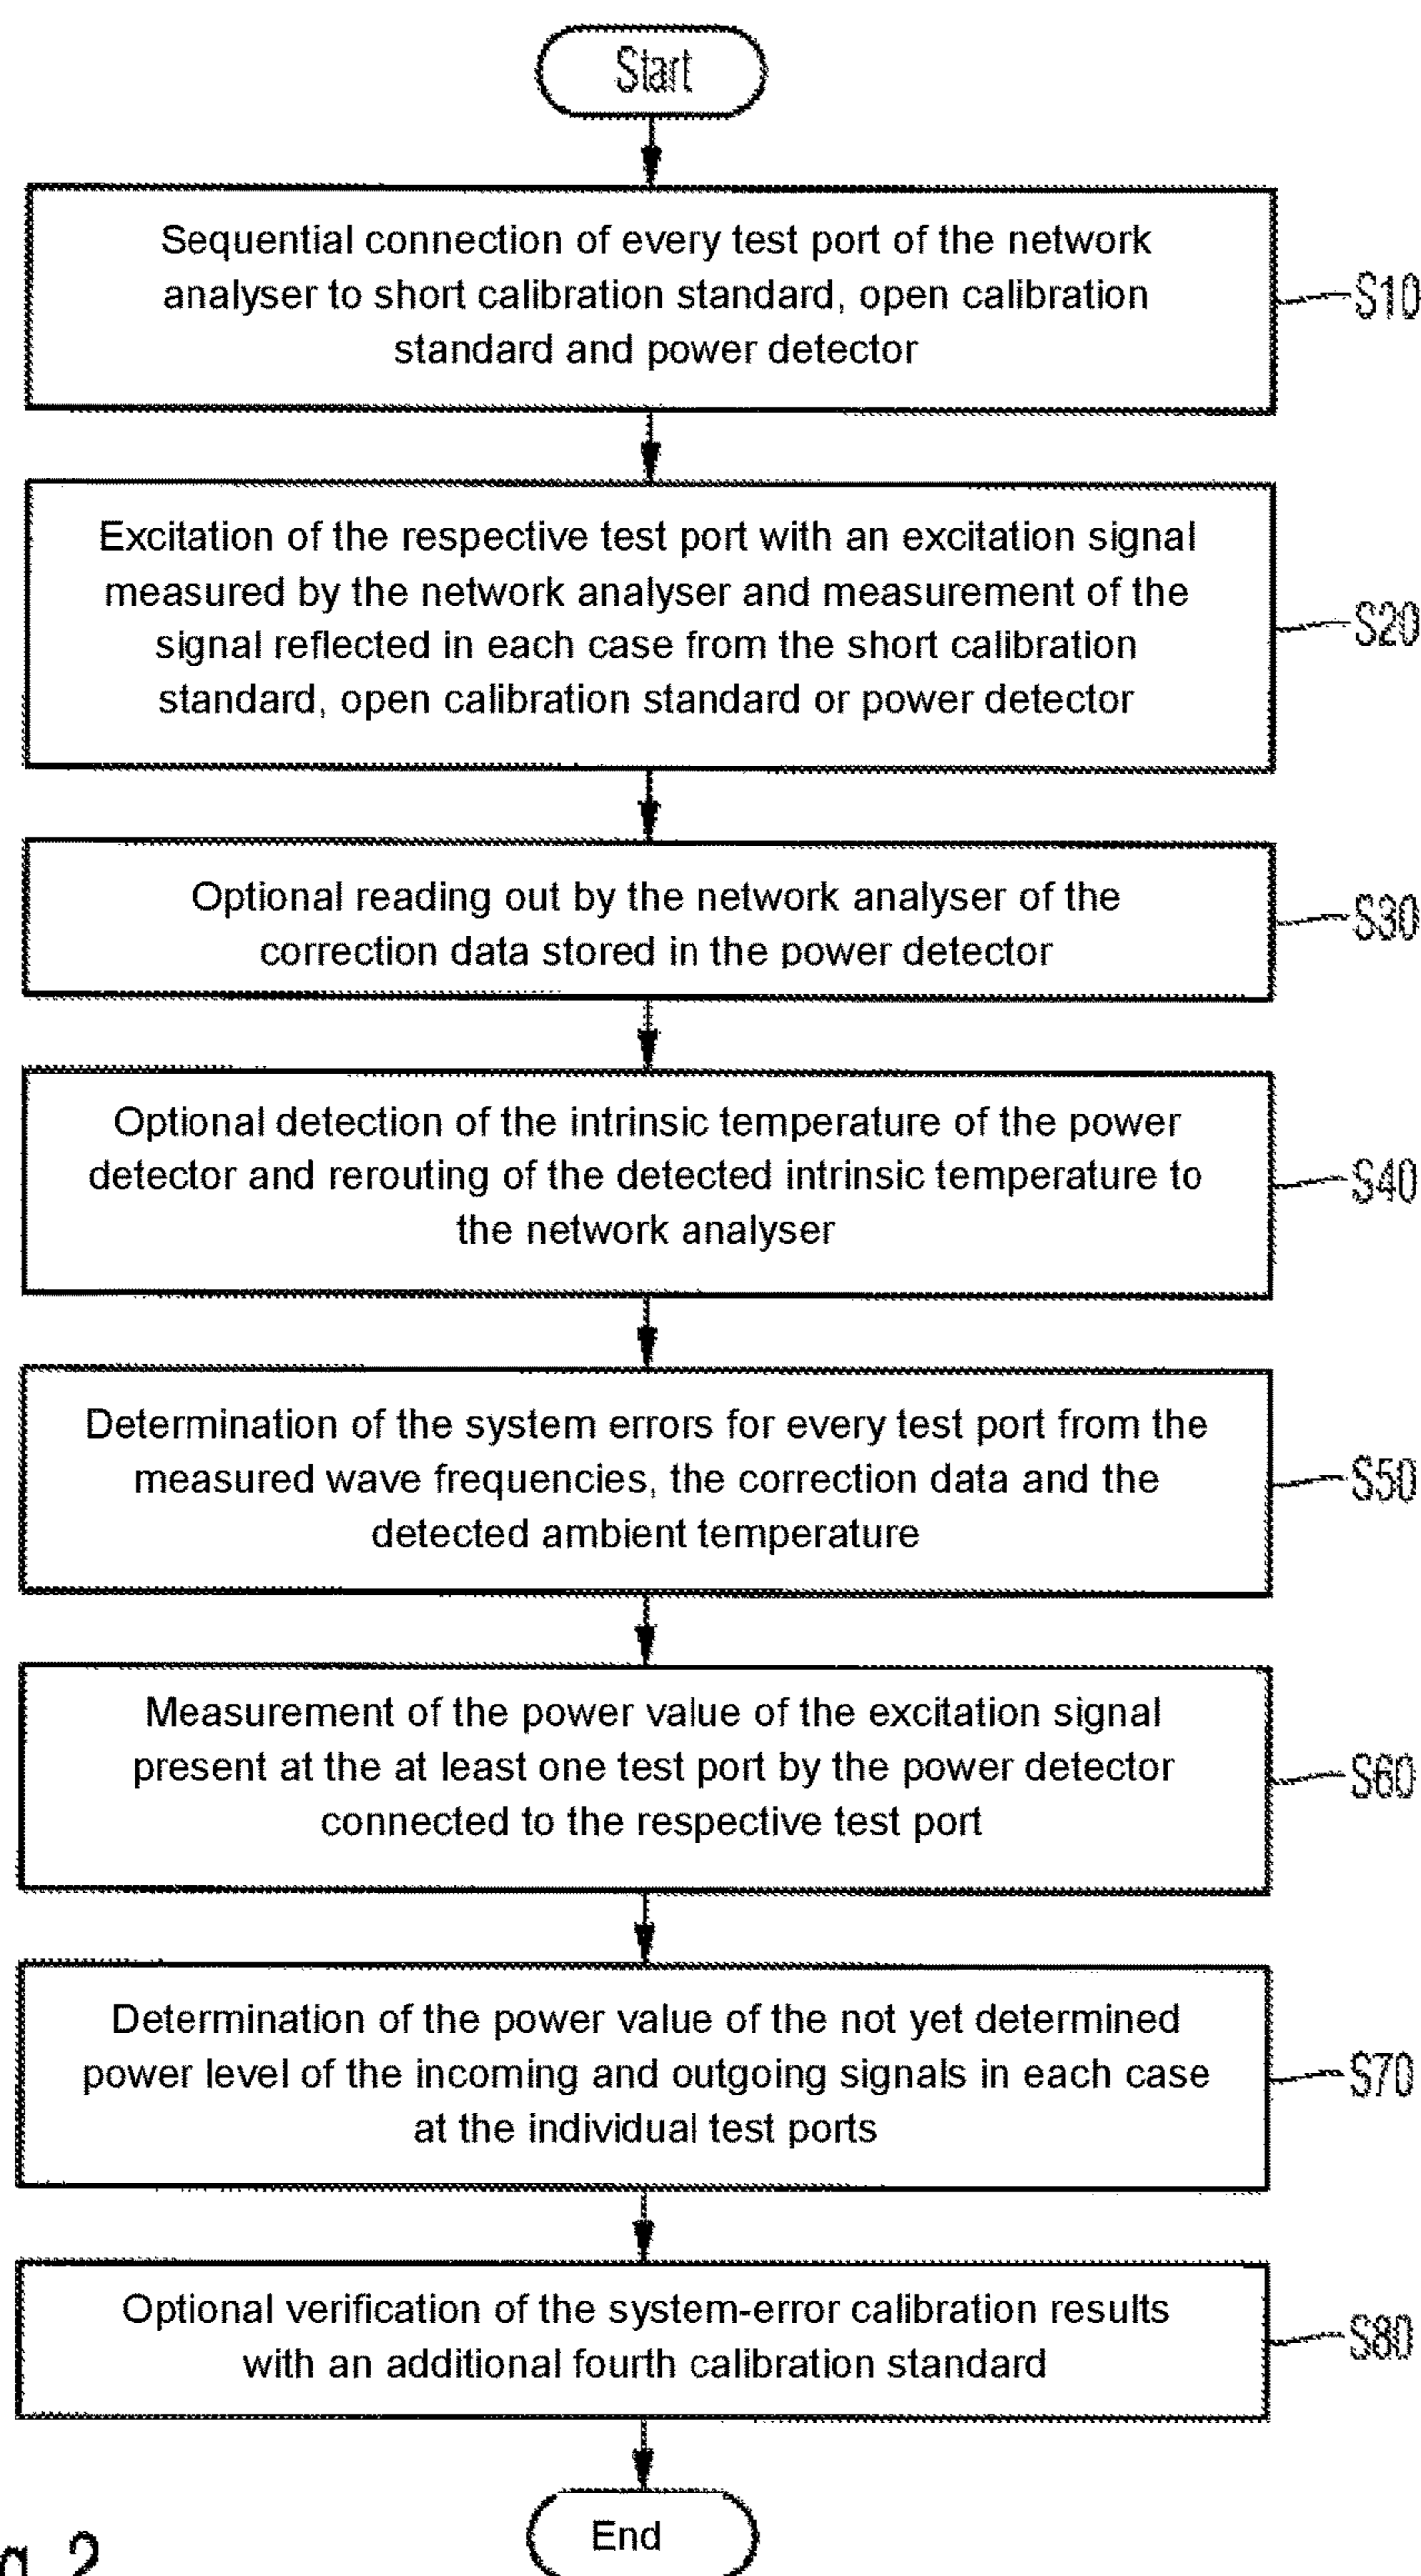 Start
Sequential connection of every test port of the network
analyser to short calibration standard, open calibration
standard and power detector
S10
Excitation of the respective test port with an excitation signal
measured by the network analyser and measurement of the
signal reflected in each case from the short calibration
standard, open calibration standard or power detector
S20
Optional reading out by the network analyser of the
correction data stored in the power detector
S30
Optional detection of the intrinsic temperature of the power
detector and rerouting of the detected intrinsic temperature to
the network analyser
S40
Determination of the system errors for every test port from the
measured wave frequencies, the correction data and the
detected ambient temperature
S50
Measurement of the power value of the excitation signal
present at the at least one test port by the power detector
connected to the respective test port
S60
Determination of the power value of the not yet determined
power level of the incoming and outgoing signals in each case
at the individual test ports
S70
Optional verification of the system-error calibration results
with an additional fourth calibration standard
S80
End
2